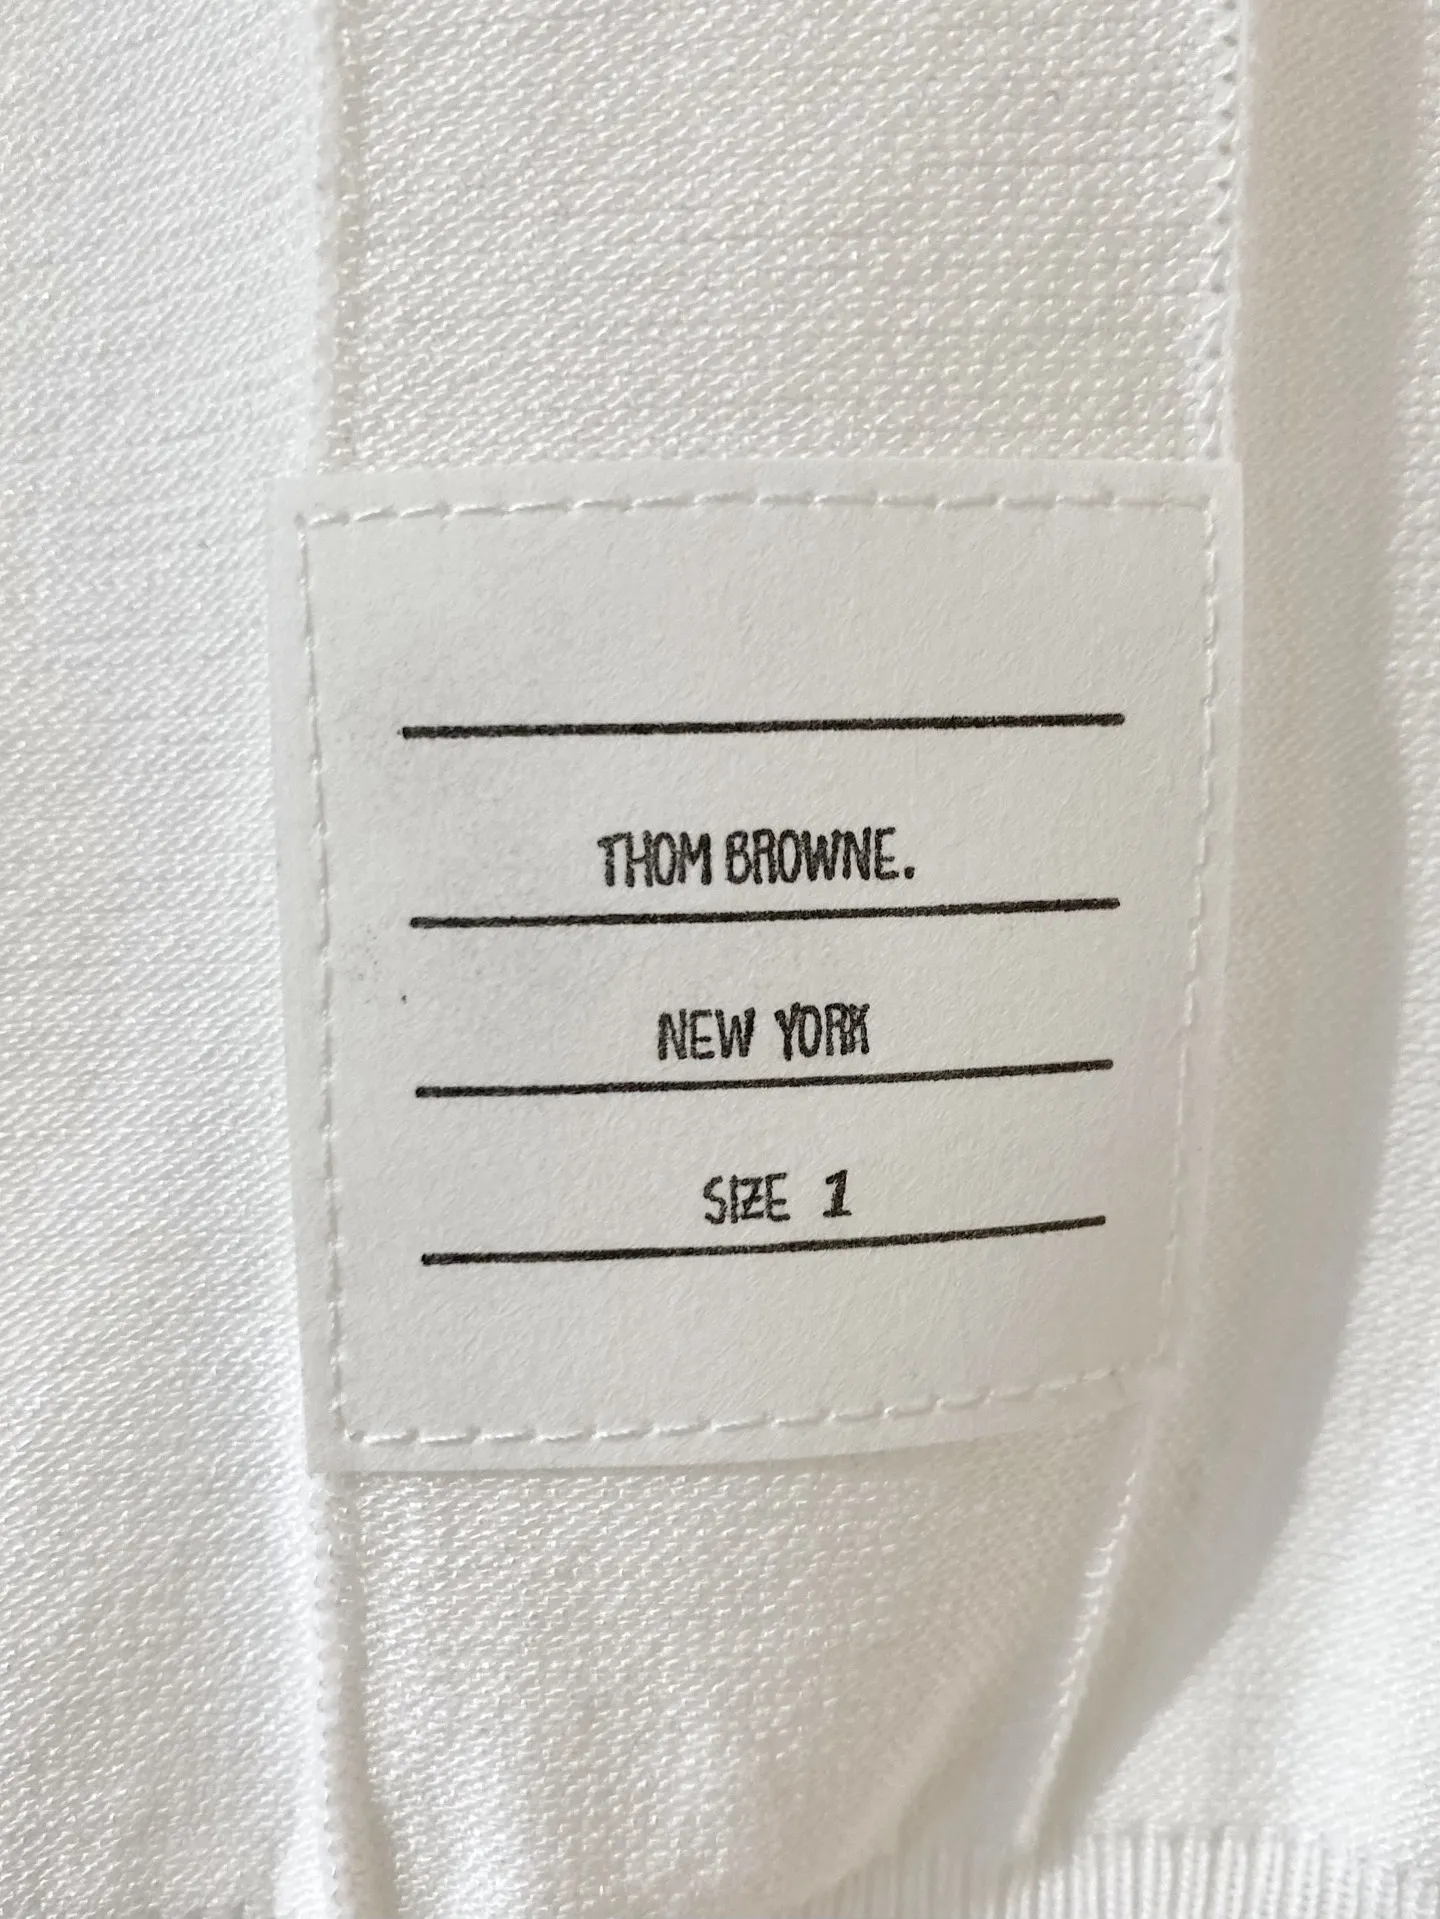 THOM BROWNE.
NEW YORK
SIZE 1